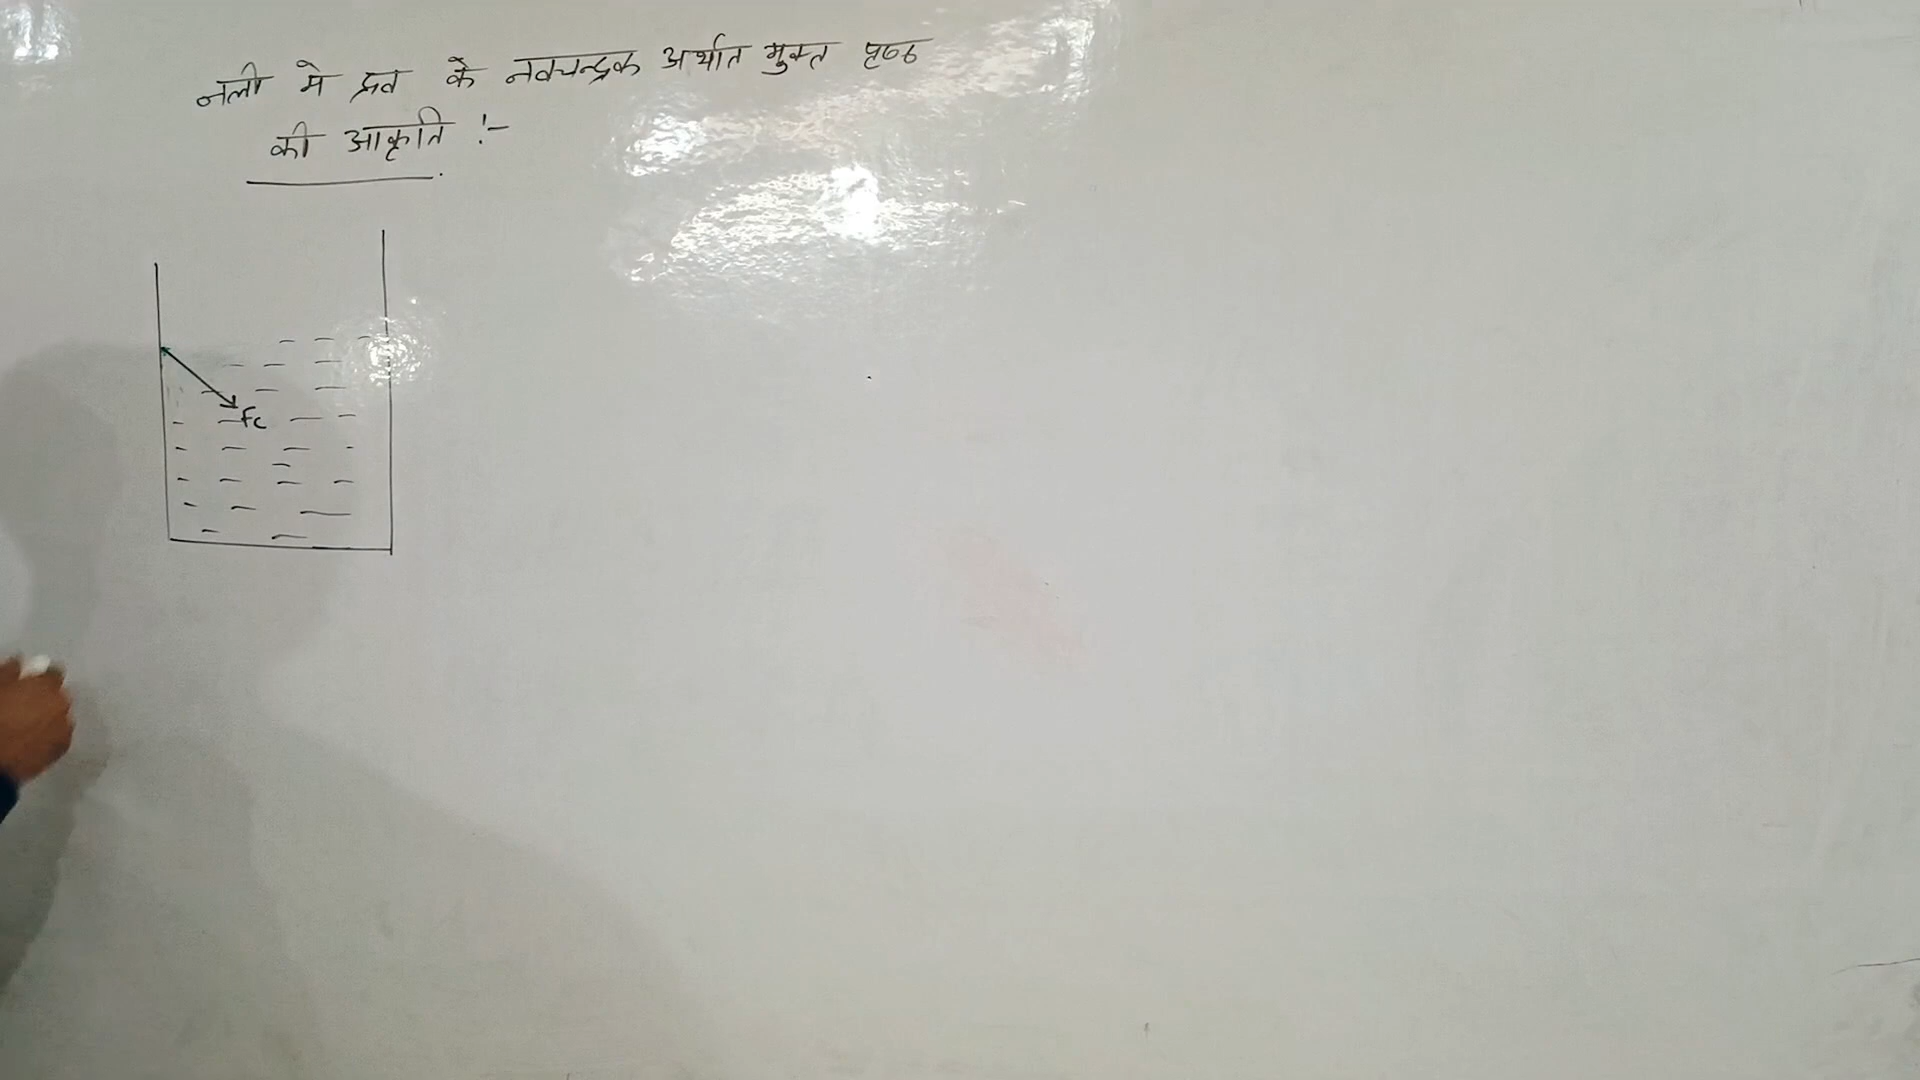 नली मे द्रव के नवचन्द्रक अर्थात मुक्त पृष्ठ
की आकृति :-
Fc